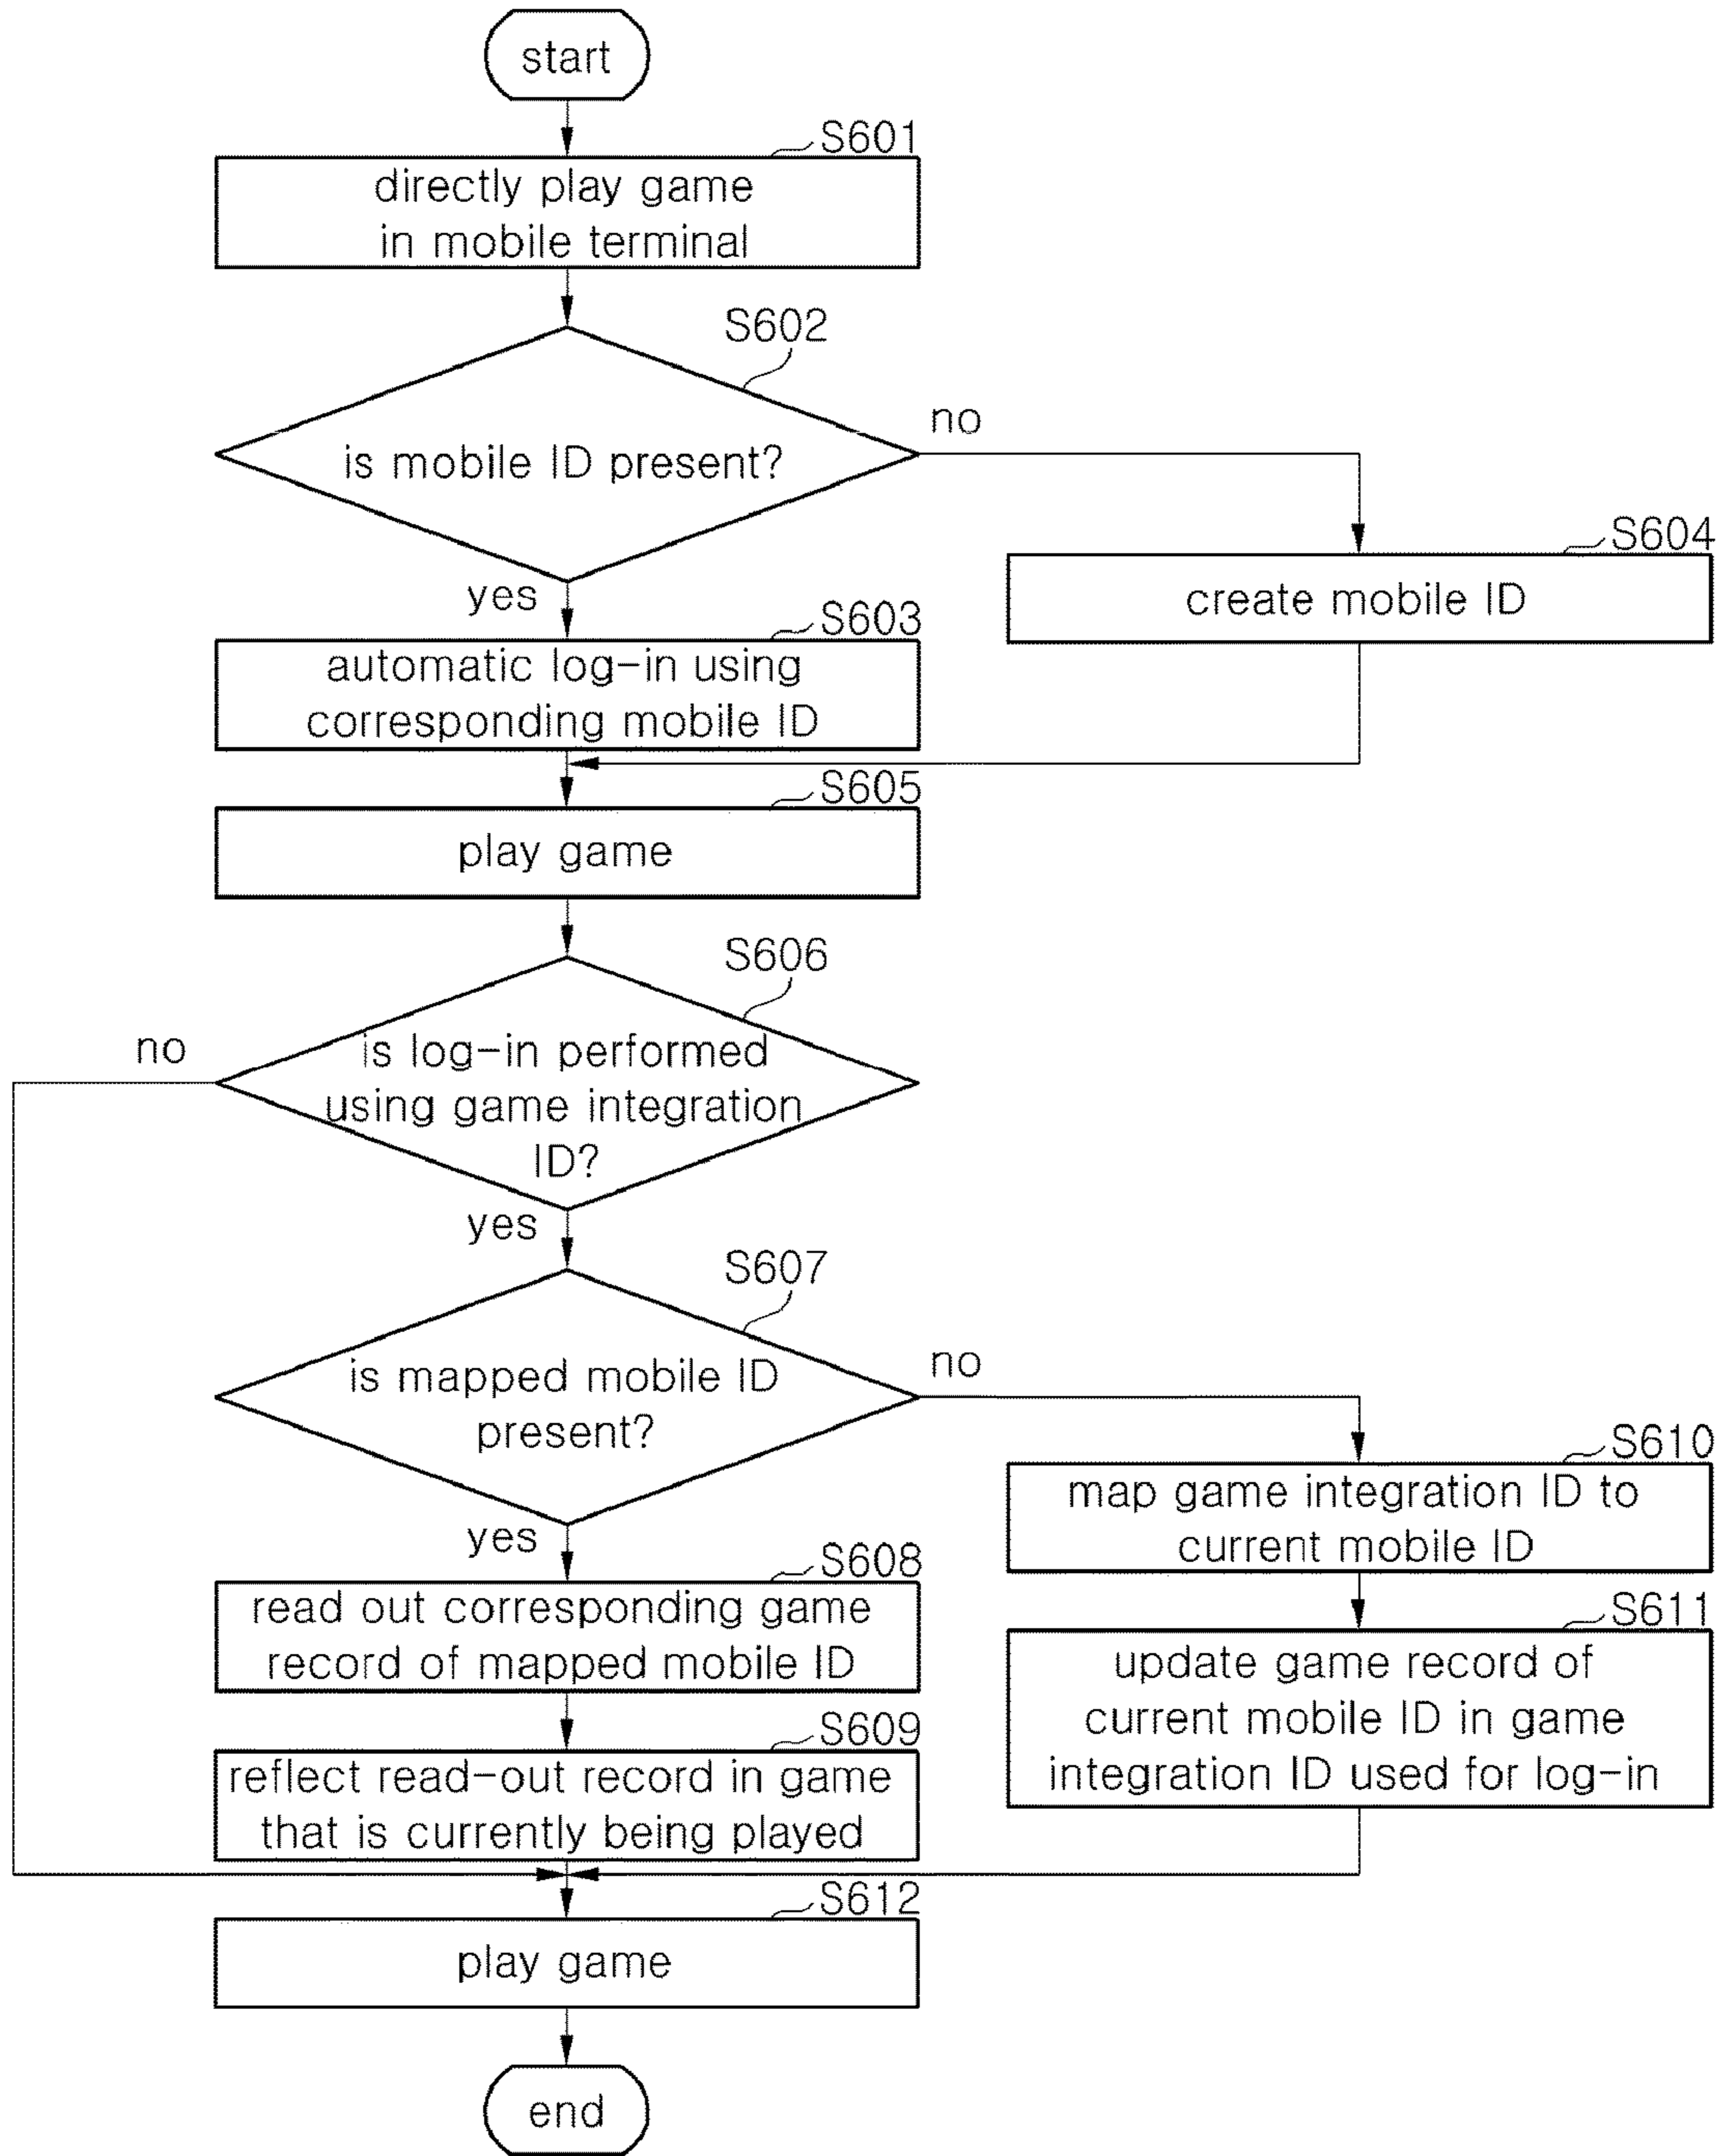 start
S601
directly play game
in mobile terminal
S602
is mobile ID present?
no
yes
S604
create mobile ID
S603
automatic log-in using
corresponding mobile ID
S605
play game
S606
is log-in performed
using game integration
ID?
no
yes
S607
is mapped mobile ID
present?
no
yes
S610
map game integration ID to
current mobile ID
S608
read out corresponding game
record of mapped mobile ID
S611
update game record of
current mobile ID in game
integration ID used for log-in
S609
reflect read-out record in game
that is currently being played
S612
play game
end